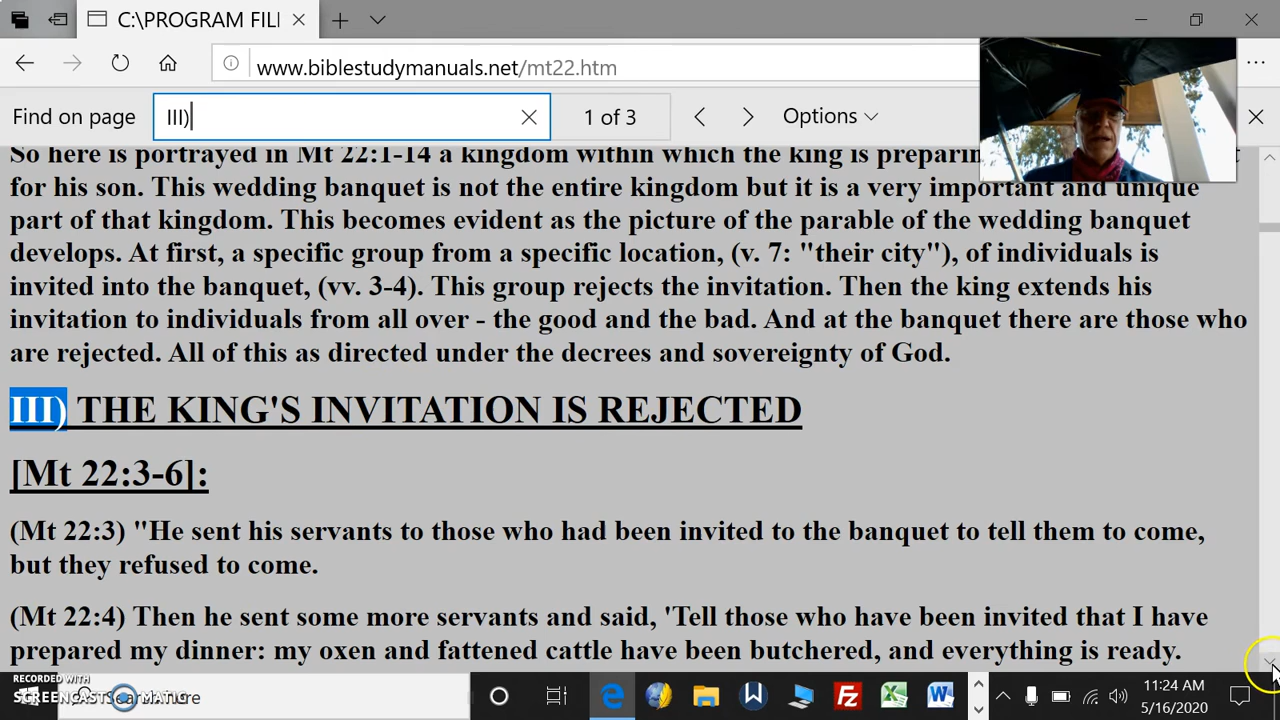 C:\PROGRAM FIL
www.biblestudymanuals.net/mt22.htm
Find on page III) 1 of 3 Options
So here is portrayed in Mt 22:1-14 a kingdom within which the king is
for his son. This wedding banquet is not the entire kingdom but it is a very important and unique
part of that kingdom. This becomes evident as the picture of the parable of the wedding banquet
develops. At first, a specific group from a specific location, (v. 7: "their city"), of individuals is
invited into the banquet, (vv. 3-4). This group rejects the invitation. Then the king extends his
invitation to individuals from all over - the good and the bad. And at the banquet there are those who
are rejected. All of this as directed under the decrees and sovereignty of God.
III) THE KING'S INVITATION IS REJECTED
[Mt 22:3-6]:
(Mt 22:3) "He sent his servants to those who had been invited to the banquet to tell them to come,
but they refused to come.
(Mt 22:4) Then he sent some more servants and said, 'Tell those who have been invited that I have
prepared my dinner: my oxen and fattened cattle have been butchered, and everything is ready.
RECORDED WITH
SCREENCAST MATIC
here
11:24 AM
5/16/2020